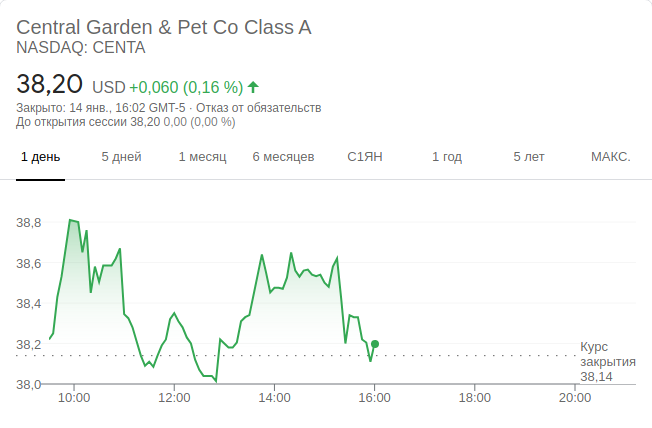 Central Garden & Pet Co Class A
NASDAQ: CENTA
38,20 USD +0,060 (0,16 %)
Закрыто: 14 янв., 16:02 GMT-5 · Отказ от обязательств
До открытия сессии 38,20 0,00 (0,00 %)
1 день 5 дней 1 месяц 6 месяцев С1ЯН 1 год 5 лет МАКС.
38,8
38,6
38,4
38,2
38,0
Курс
закрытия
38,14
10:00 12:00 14:00 16:00 18:00 20:00